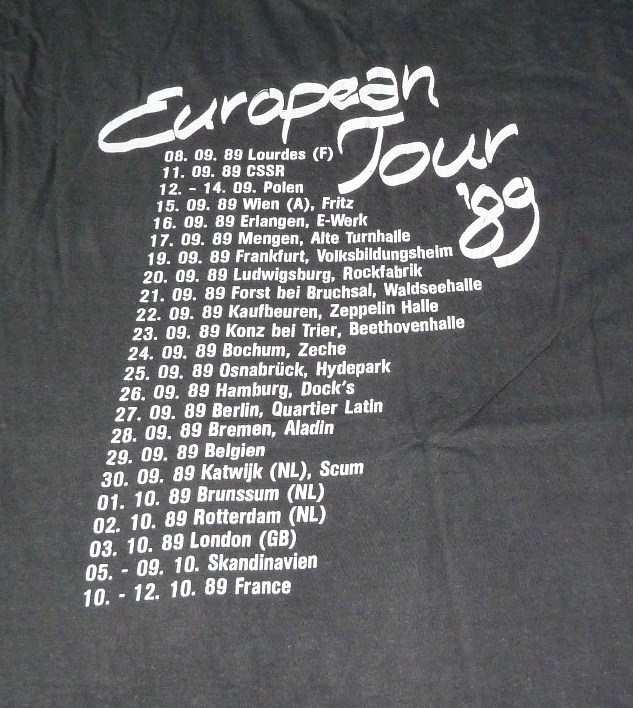 European
Tour
'89
08. 09. 89 Lourdes (F)
11. 09. 89 CSSR
12. - 14. 09. Polen
15. 09. 89 Wien (A), Fritz
16. 09. 89 Erlangen, E-Werk
17. 09. 89 Mengen, Alte Turnhalle
19. 09. 89 Frankfurt, Volksbildungsheim
20. 09. 89 Ludwigsburg, Rockfabrik
21. 09. 89 Forst bei Bruchsal, Waldseehalle
22. 09. 89 Kaufbeuren, Zeppelin Halle
23. 09. 89 Konz bei Trier, Beethovenhalle
24. 09. 89 Bochum, Zeche
25. 09. 89 Osnabrück, Hydepark
26. 09. 89 Hamburg, Dock's
27. 09. 89 Berlin, Quartier Latin
28. 09. 89 Bremen, Aladin
29. 09. 89 Belgien
30. 09. 89 Katwijk (NL), Scum
01. 10. 89 Brunssum (NL)
02. 10. 89 Rotterdam (NL)
03. 10. 89 London (GB)
05. - 09. 10. Skandinavien
10. - 12. 10. 89 France